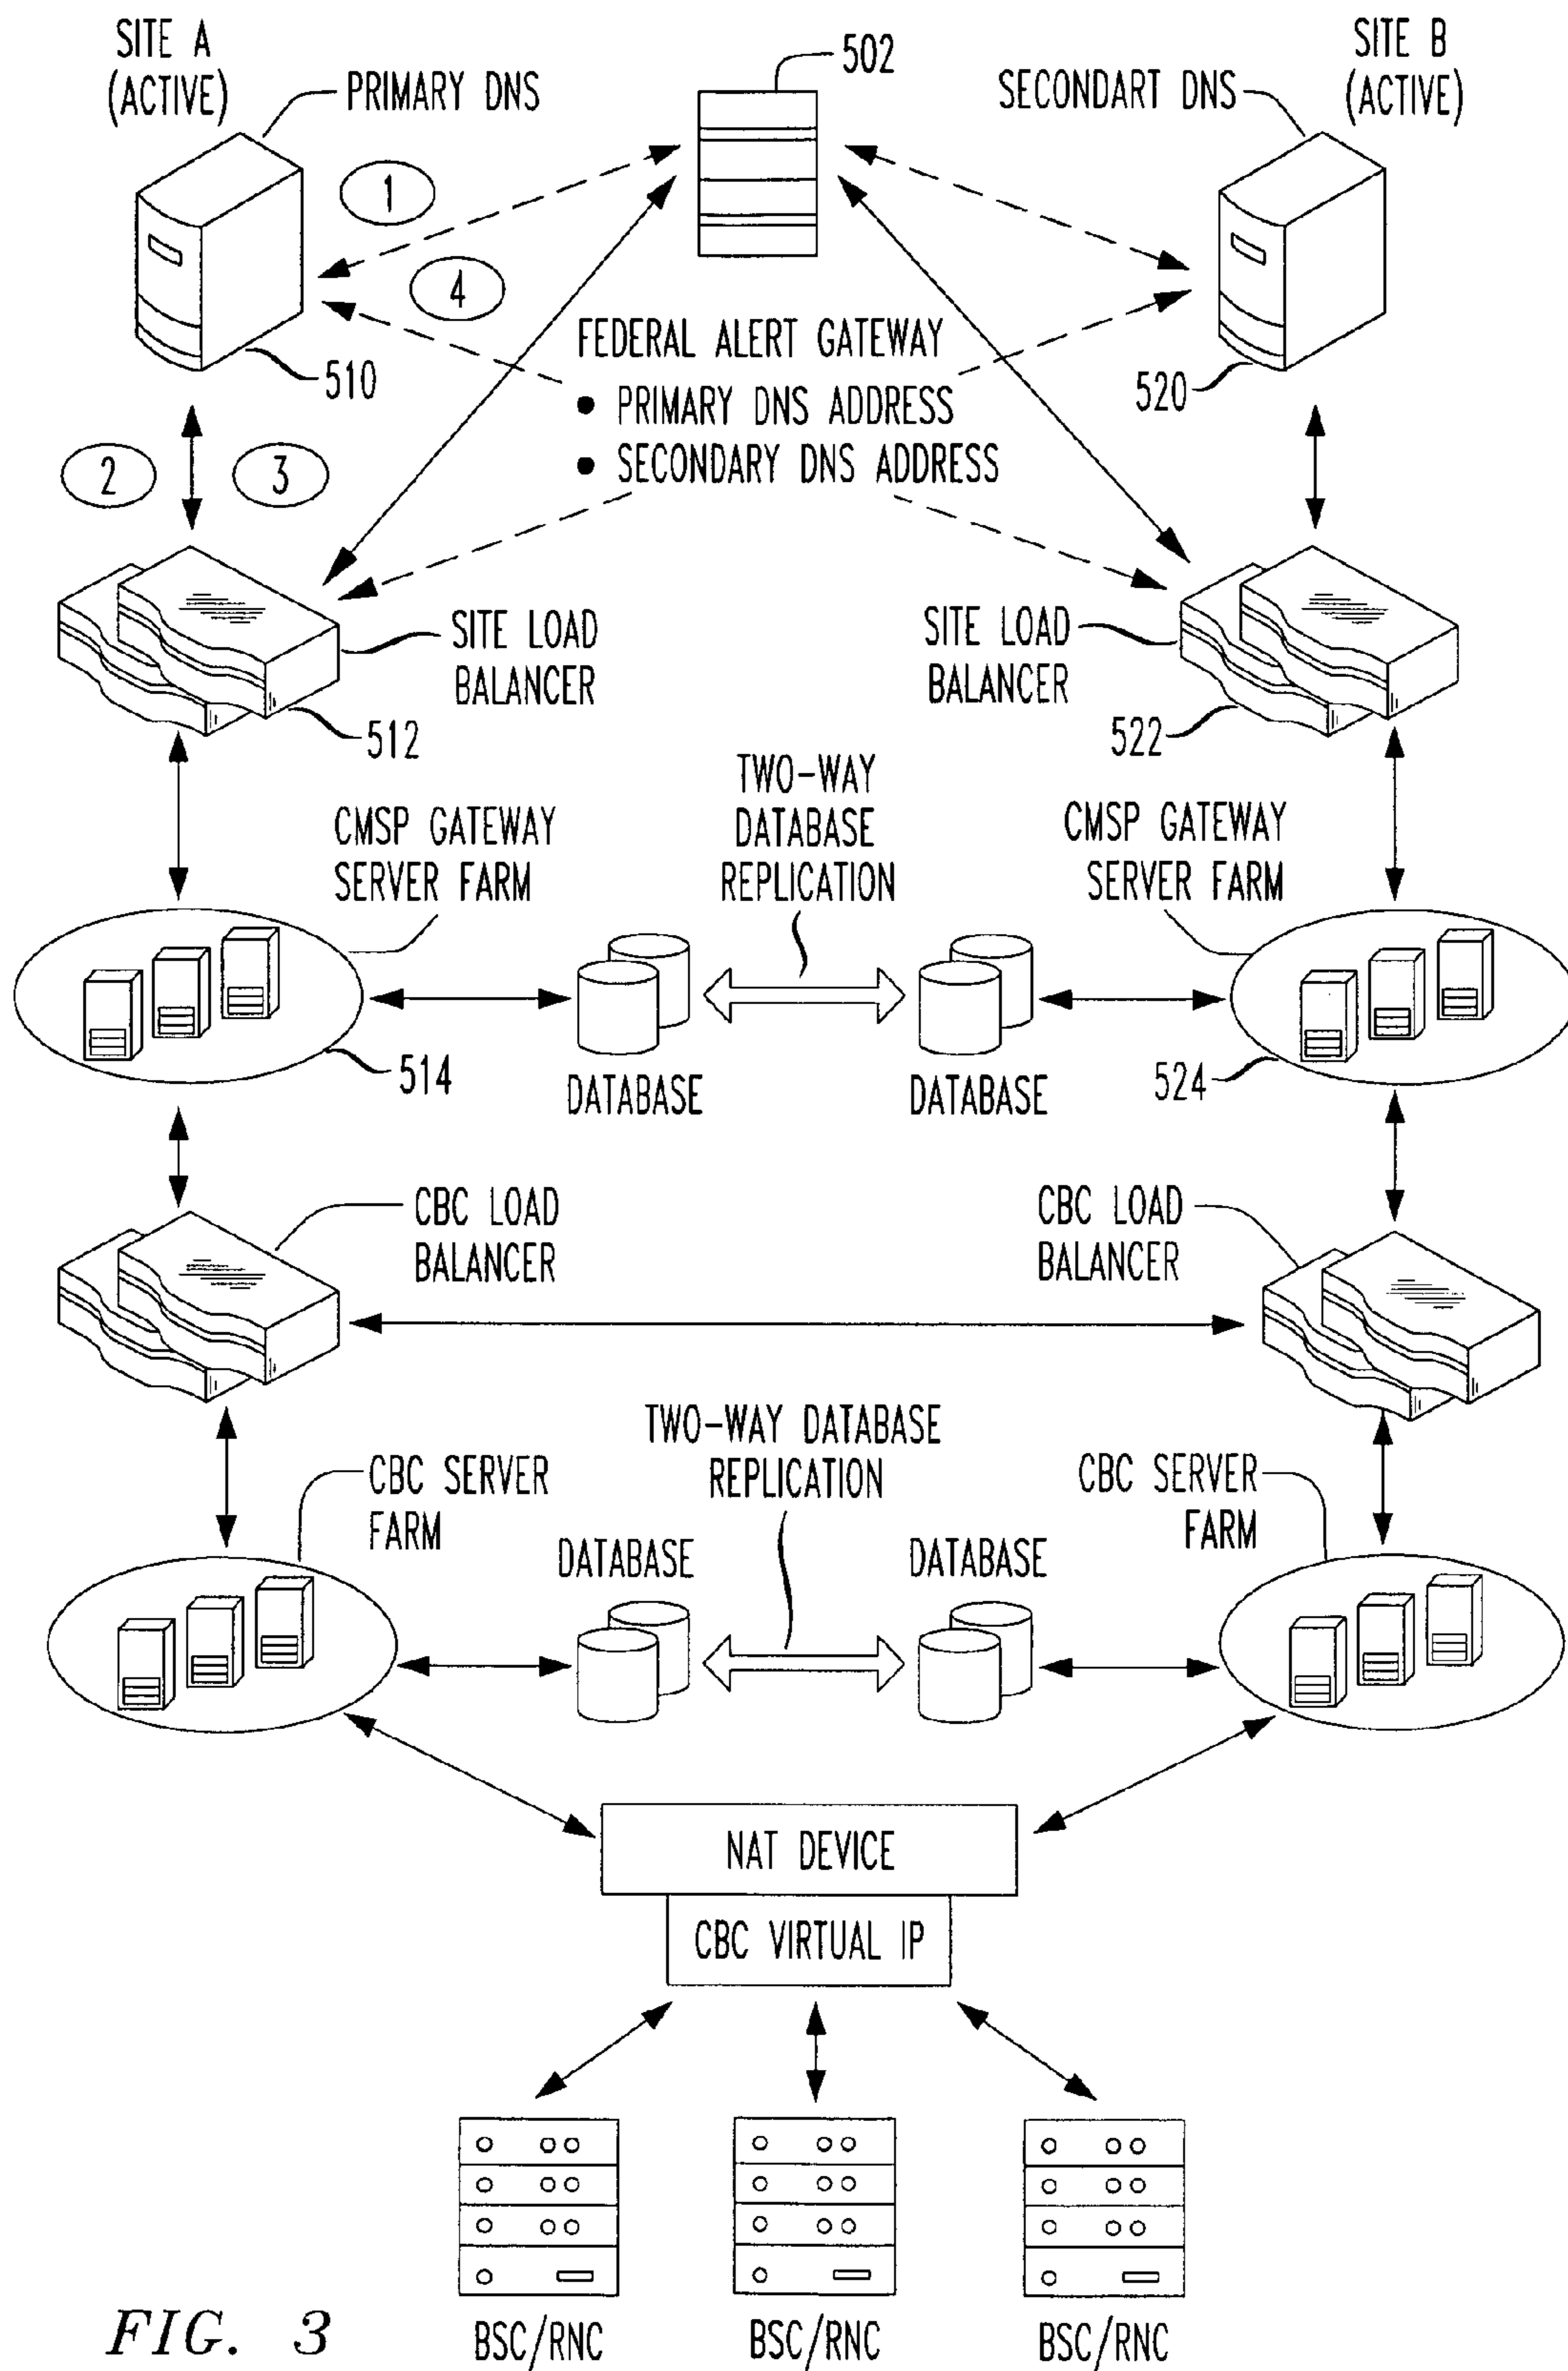 SITE A
(ACTIVE)
PRIMARY DNS
502
SECONDART DNS
SITE B
(ACTIVE)
1
4
510
FEDERAL ALERT GATEWAY
• PRIMARY DNS ADDRESS
• SECONDARY DNS ADDRESS
520
2
3
SITE LOAD
BALANCER
512
SITE LOAD
BALANCER
522
TWO-WAY
DATABASE
REPLICATION
CMSP GATEWAY
SERVER FARM
CMSP GATEWAY
SERVER FARM
514
DATABASE
DATABASE
524
CBC LOAD
BALANCER
CBC LOAD
BALANCER
TWO-WAY DATABASE
REPLICATION
CBC SERVER
FARM
CBC SERVER
FARM
DATABASE
DATABASE
NAT DEVICE
CBC VIRTUAL IP
BSC/RNC
BSC/RNC
BSC/RNC
FIG. 3